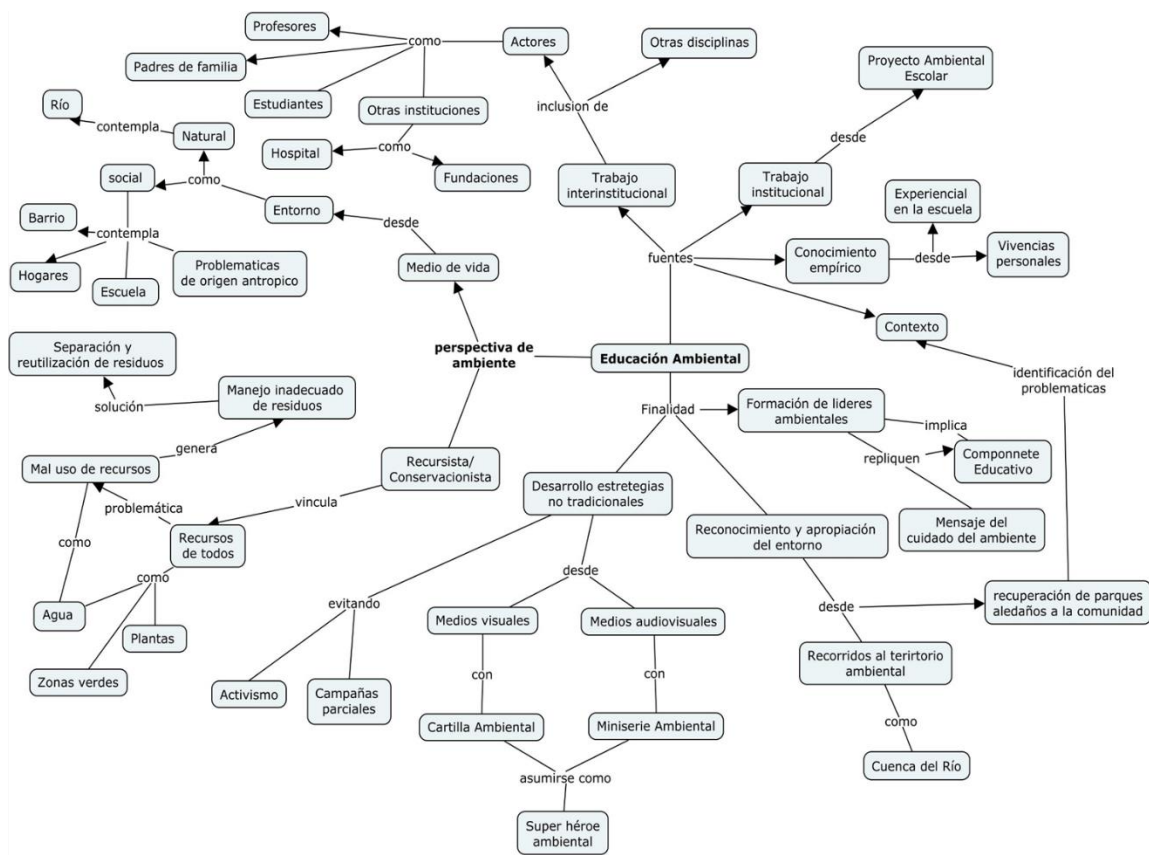 Profesores
como
Actores
Otras disciplinas
Padres de familia
Proyecto Ambiental
Escolar
Río
Estudiantes
Otras instituciones
inclusion de
contempla
Natural
desde
Hospital
como
Fundaciones
Trabajo
interinstitucional
Trabajo
institucional
social
como
Entorno
Experiencial
en la escuela
Barrio
contempla
desde
Hogares
Escuela
Problematicas
de origen antropico
Medio de vida
fuentes
Conocimiento
empírico
desde
Vivencias
personales
Contexto
Separación y
reutilización de residuos
perspectiva de
ambiente
Educación Ambiental
identificación del
problematicas
solución
Manejo inadecuado
de residuos
Finalidad
Formación de lideres
ambientales
implica
genera
repliquen
Componnete
Educativo
Mal uso de recursos
Recursista/
Conservacionista
Desarrollo estretegias
no tradicionales
problemática
vincula
Reconocimiento y apropiación
del entorno
Mensaje del
cuidado del ambiente
como
Recursos
de todos
como
desde
evitando
desde
recuperación de parques
aledaños a la comunidad
Agua
Plantas
Medios visuales
Medios audiovisuales
Zonas verdes
Activismo
Campañas
parciales
con
con
Recorridos al terirtorio
ambiental
Cartilla Ambiental
Miniserie Ambiental
como
asumirse como
Cuenca del Río
Super héroe
ambiental